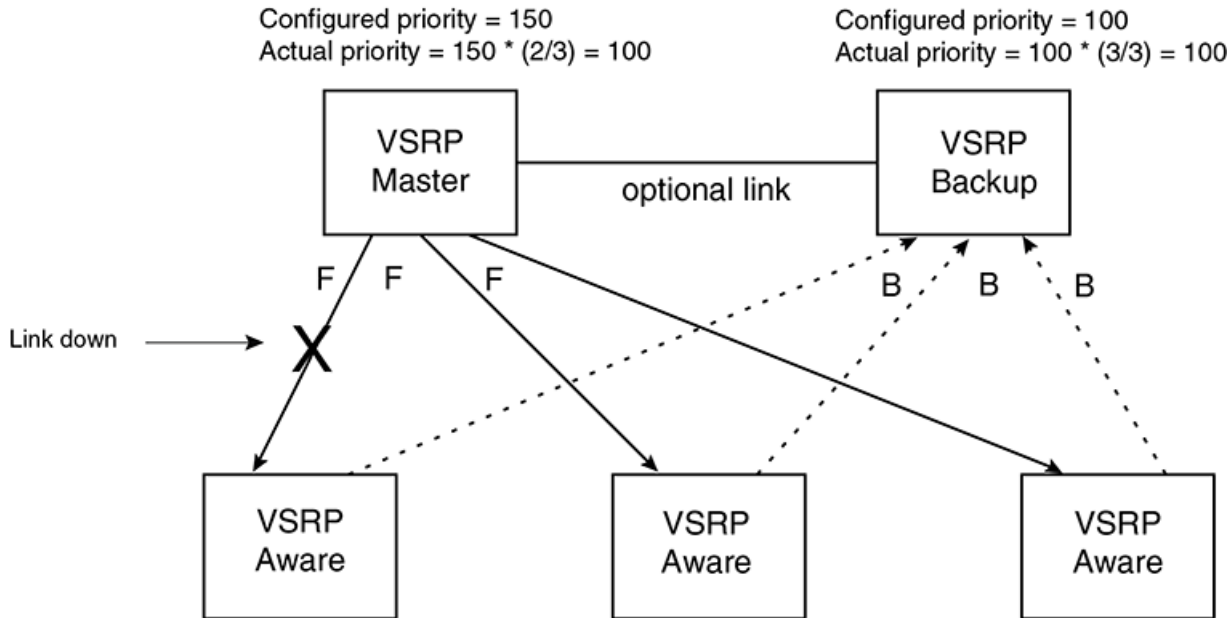 Configured priority = 150
Actual priority = 150 * (2/3) = 100
Configured priority = 100
Actual priority = 100 * (3/3) = 100
VSRP
Master
optional link
VSRP
Backup
F
F
F
B
B
B
Link down
X
VSRP
Aware
VSRP
Aware
VSRP
Aware